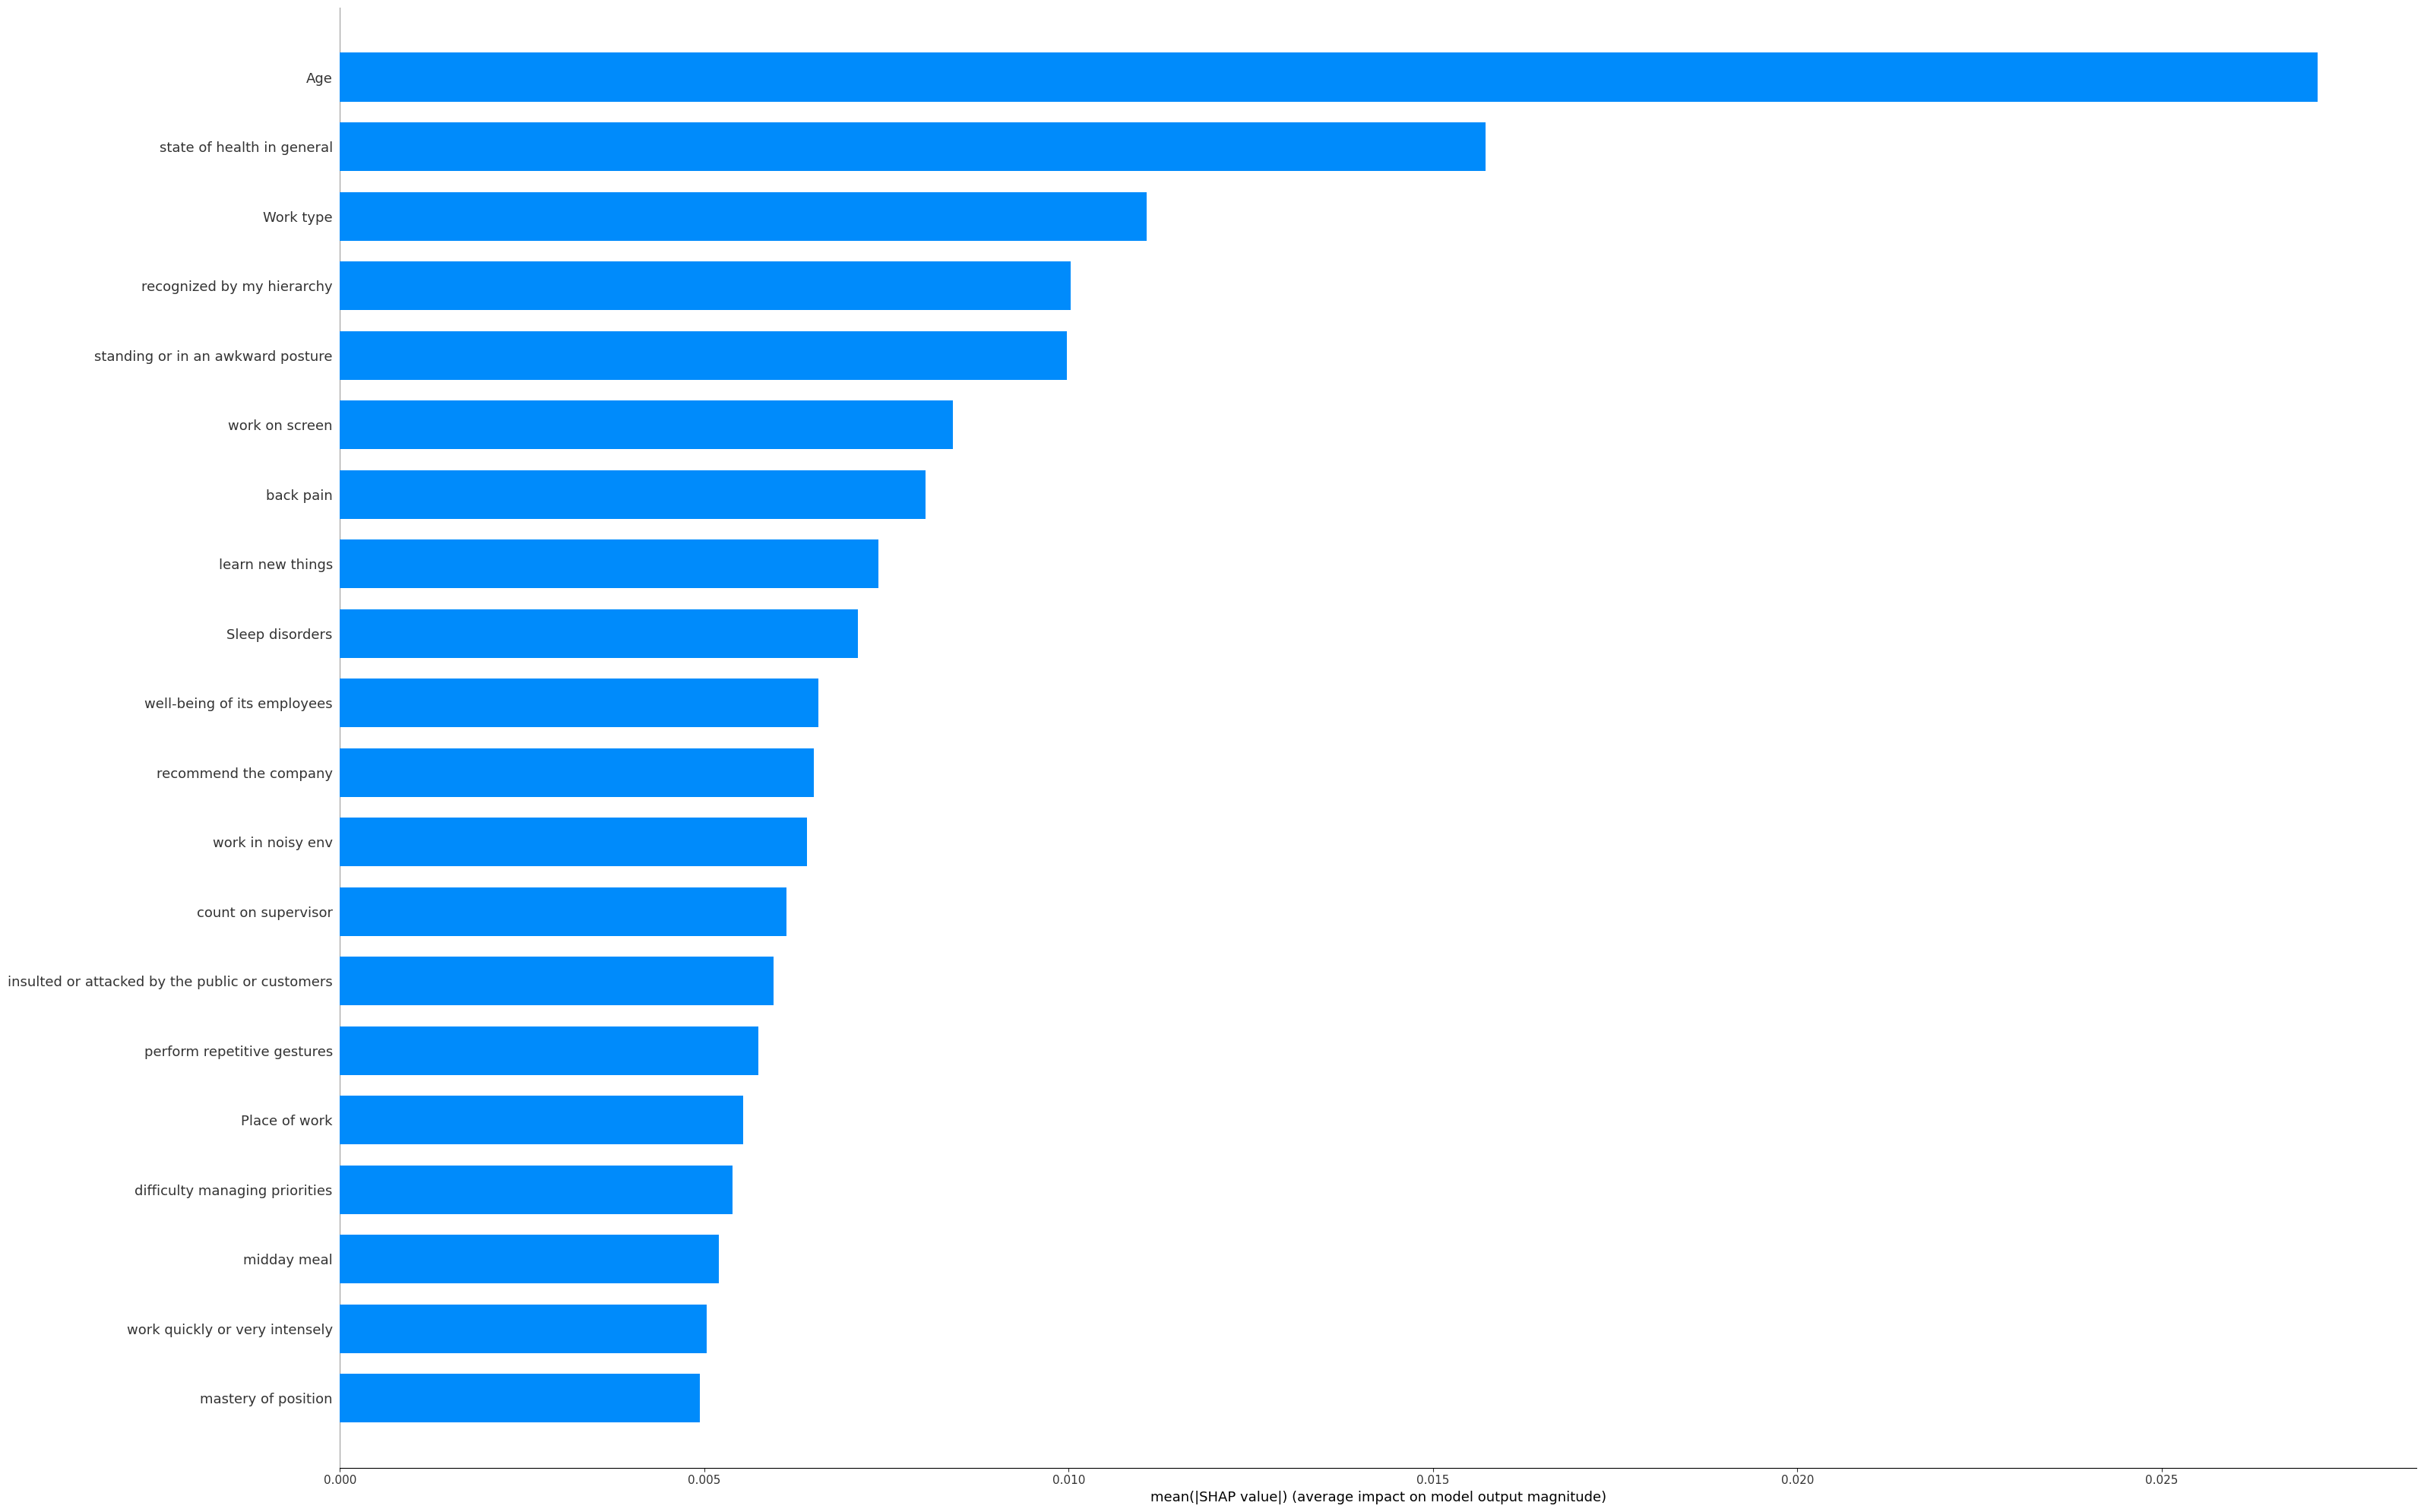 Age
state of health in general
Work type
recognized by my hierarchy
standing or in an awkward posture
work on screen
back pain
learn new things
Sleep disorders
well-being of its employees
recommend the company
work in noisy env
count on supervisor
insulted or attacked by the public or customers
perform repetitive gestures
Place of work
difficulty managing priorities
midday meal
work quickly or very intensely
mastery of position
0.000 0.005 0.010 0.015 0.020 0.025
mean(|SHAP value|) (average impact on model output magnitude)